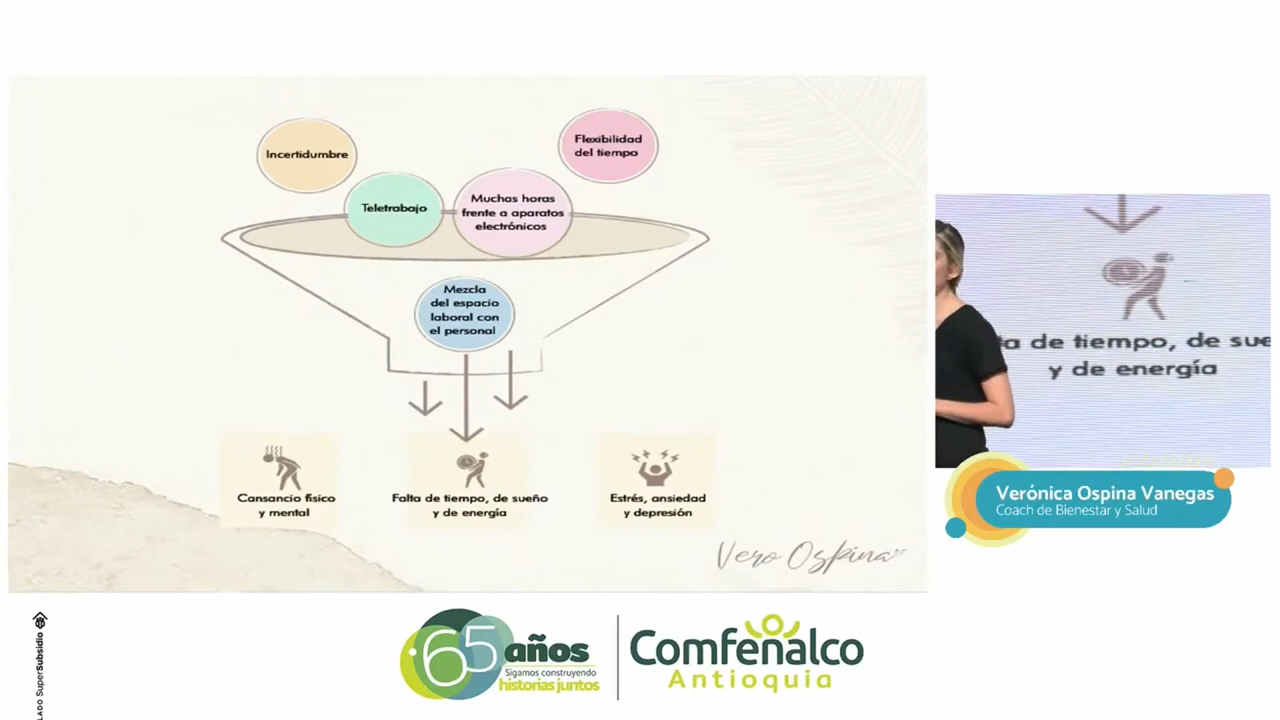 Incertidumbre
Flexibilidad
del tiempo
Teletrabajo
Muchas horas
frente a aparatos
electrónicos
Mezcla
del espacio
laboral con
el personal
Cansancio físico
y mental
Falta de tiempo, de sueño
y de energía
Estrés, ansiedad
y depresión
Vero Ospina
ta de tiempo, de sue
y de energía
Verónica Ospina Vanegas
Coach de Bienestar y Salud
LADO SuperSubsidio
65 años
Sigamos construyendo
historias juntos
Comfenalco
Antioquia